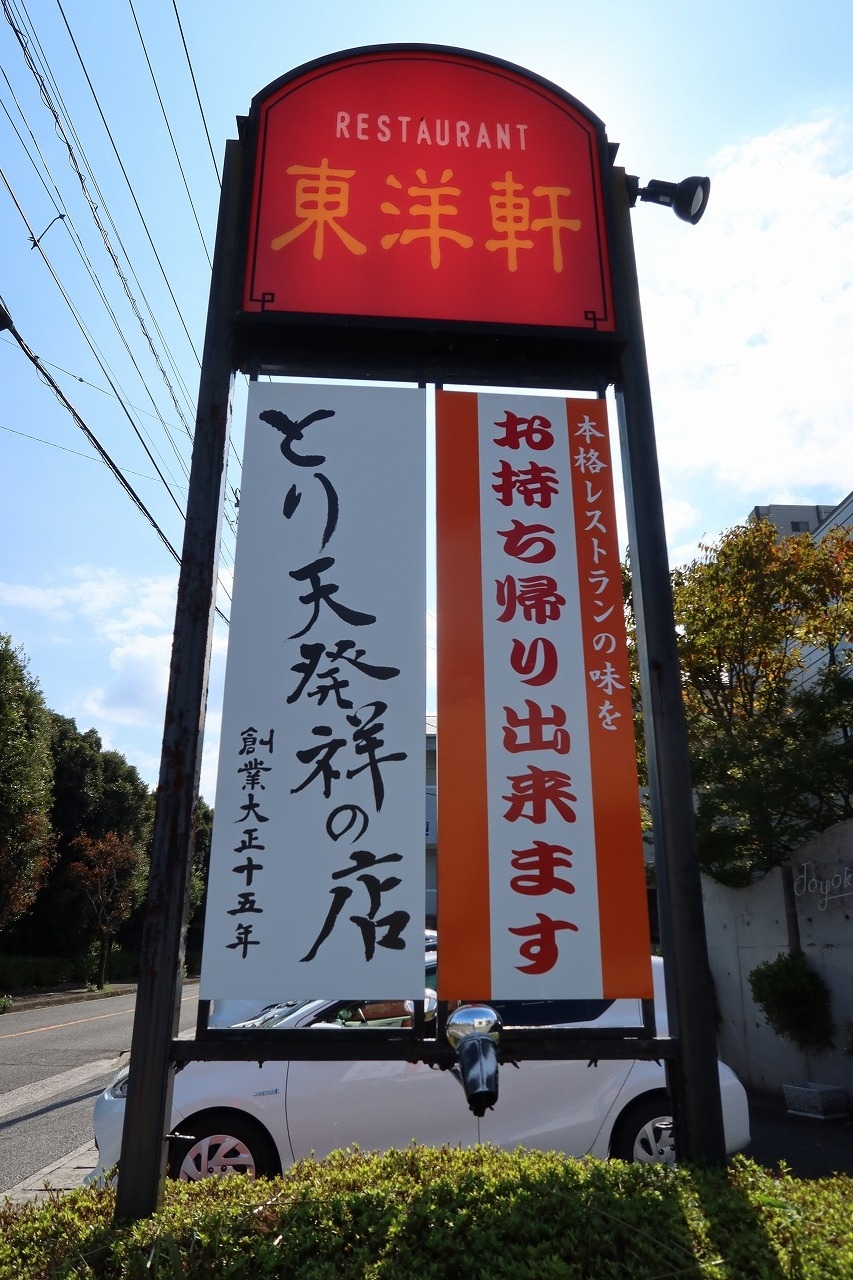 RESTAURANT
東洋軒
本格レストランの味を
お持ち帰り出来ます
とり天発祥の店
創業大正十五年